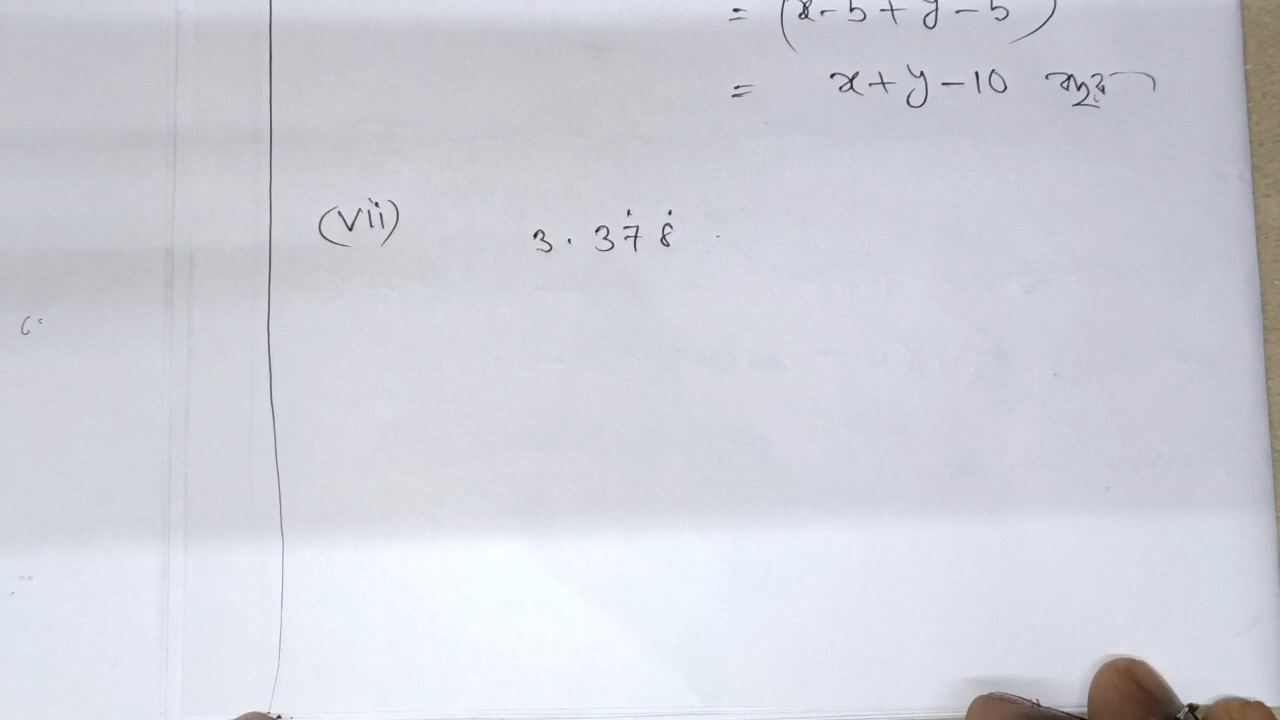 = (x-5+y-5)
= x+y-10
(vii) 3.37̇8̇